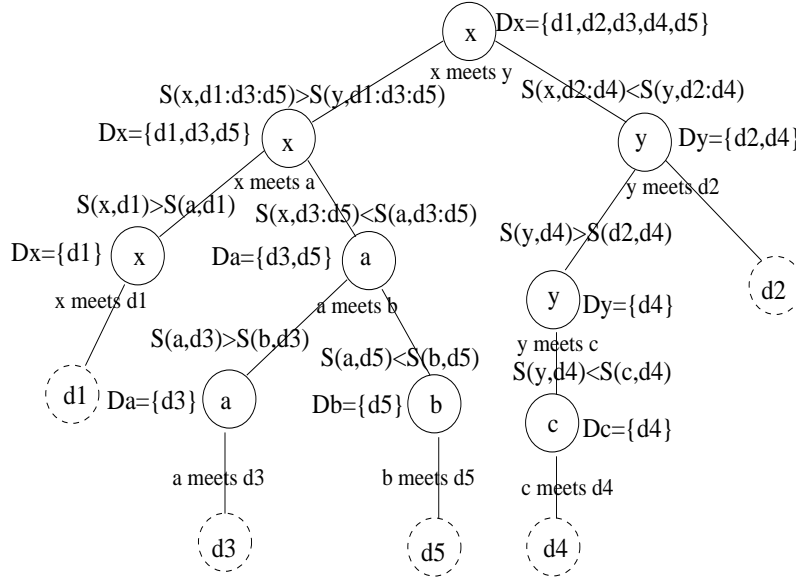 x
Dx={d1,d2,d3,d4,d5}
x meets y
S(x,d1:d3:d5)>S(y,d1:d3:d5)
S(x,d2:d4)<S(y,d2:d4)
Dx={d1,d3,d5}
x
y
Dy={d2,d4}
x meets a
y meets d2
S(x,d1)>S(a,d1)
S(x,d3:d5)<S(a,d3:d5)
S(y,d4)>S(d2,d4)
Dx={d1}
x
Da={d3,d5}
a
y
Dy={d4}
d2
x meets d1
a meets b
S(a,d3)>S(b,d3)
S(a,d5)<S(b,d5)
y meets c
S(y,d4)<S(c,d4)
d1
Da={d3}
a
Db={d5}
b
c
Dc={d4}
a meets d3
b meets d5
c meets d4
d3
d5
d4